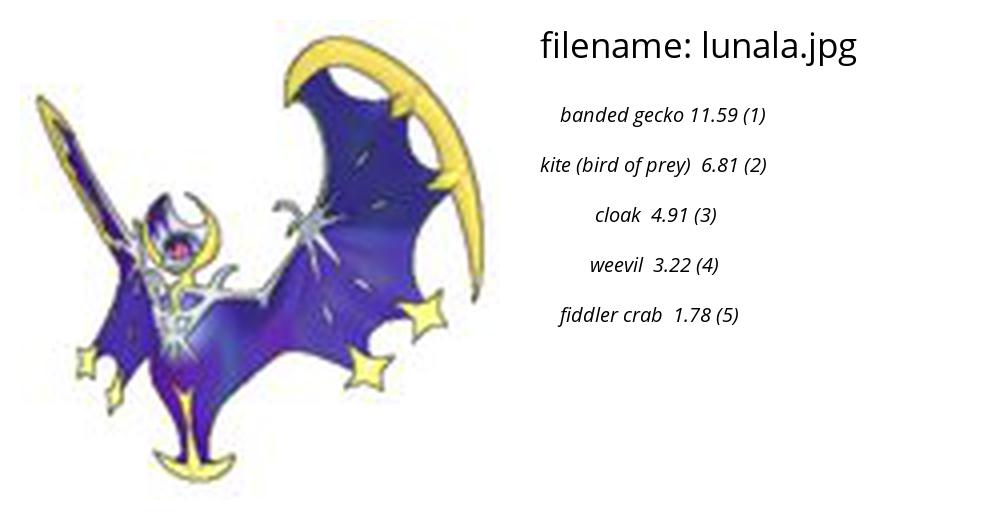 filename: lunala.jpg
banded gecko 11.59 (1)
kite (bird of prey) 6.81 (2)
cloak 4.91 (3)
weevil 3.22 (4)
fiddler crab 1.78 (5)